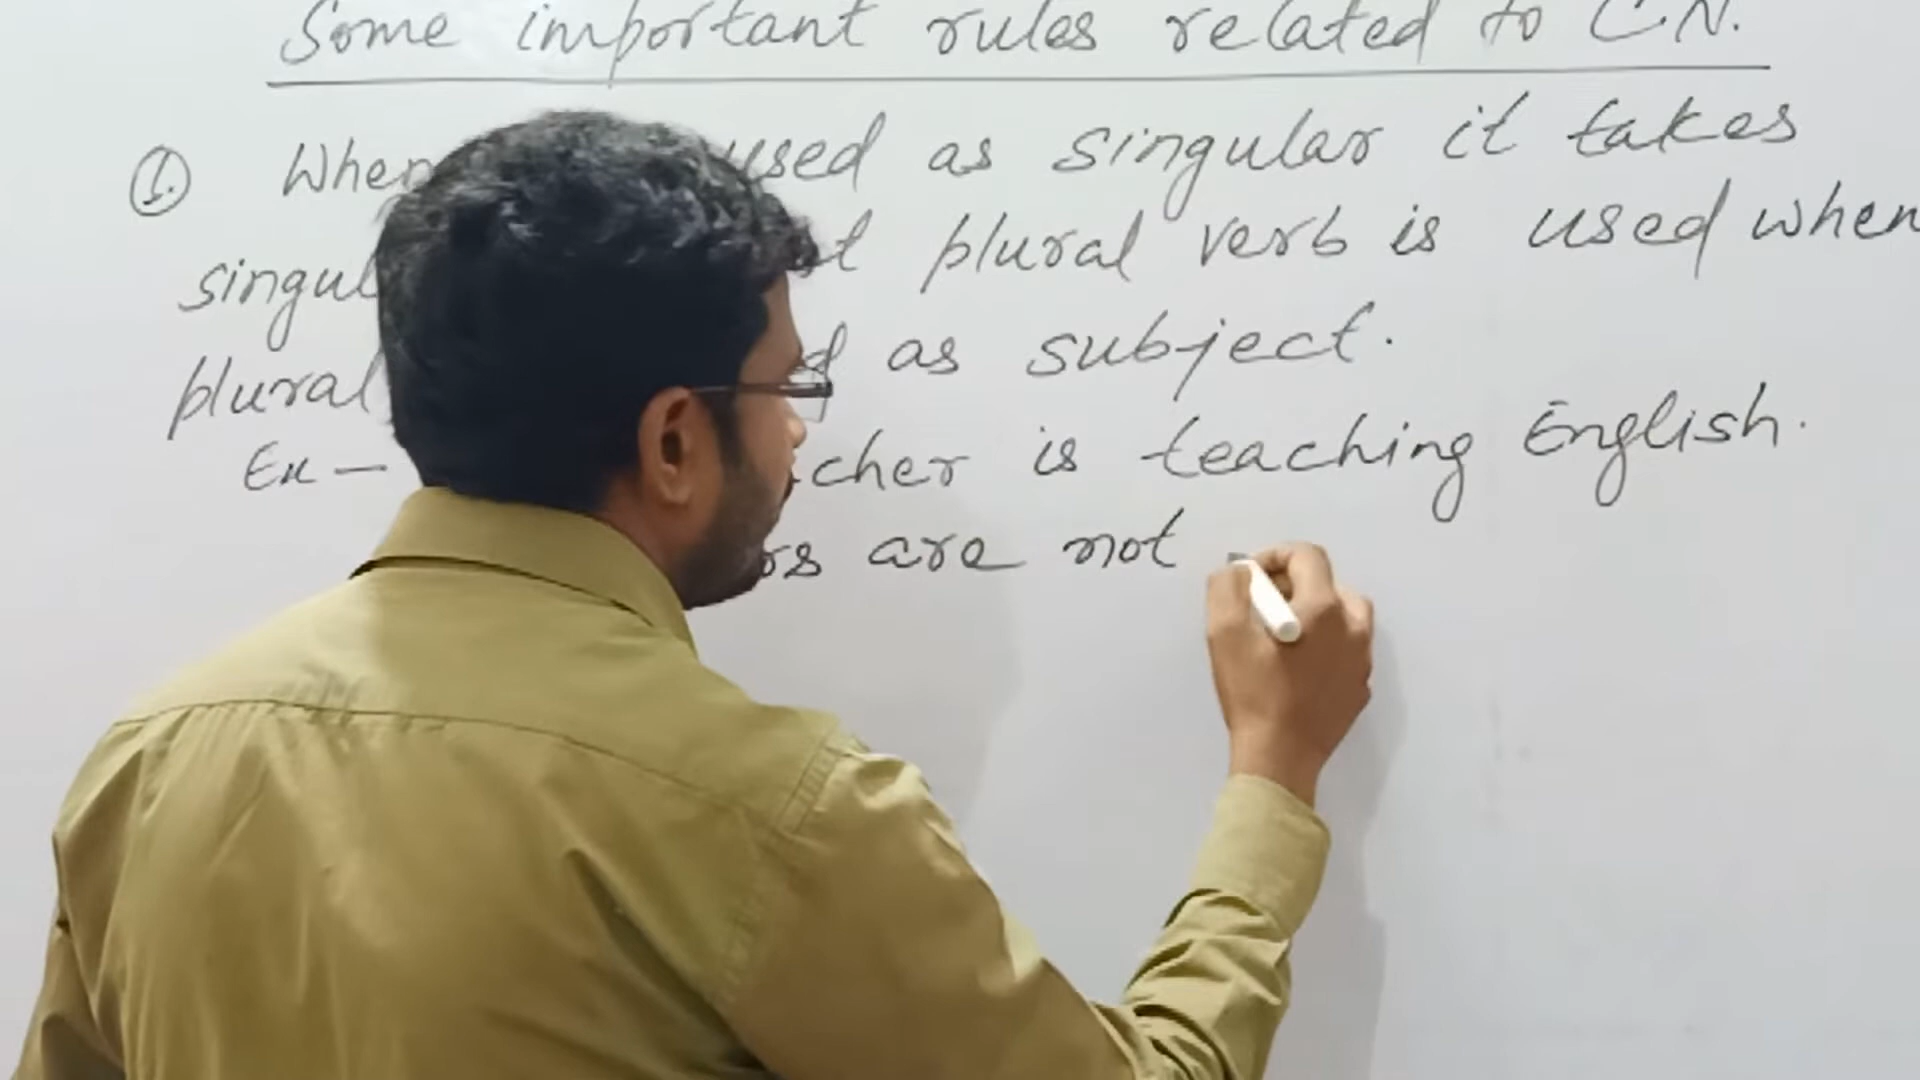 Some important rules related to C.N.
① When used as singular it takes
plural verb is used when
plural as subject.
Ex — is teaching English.
are not